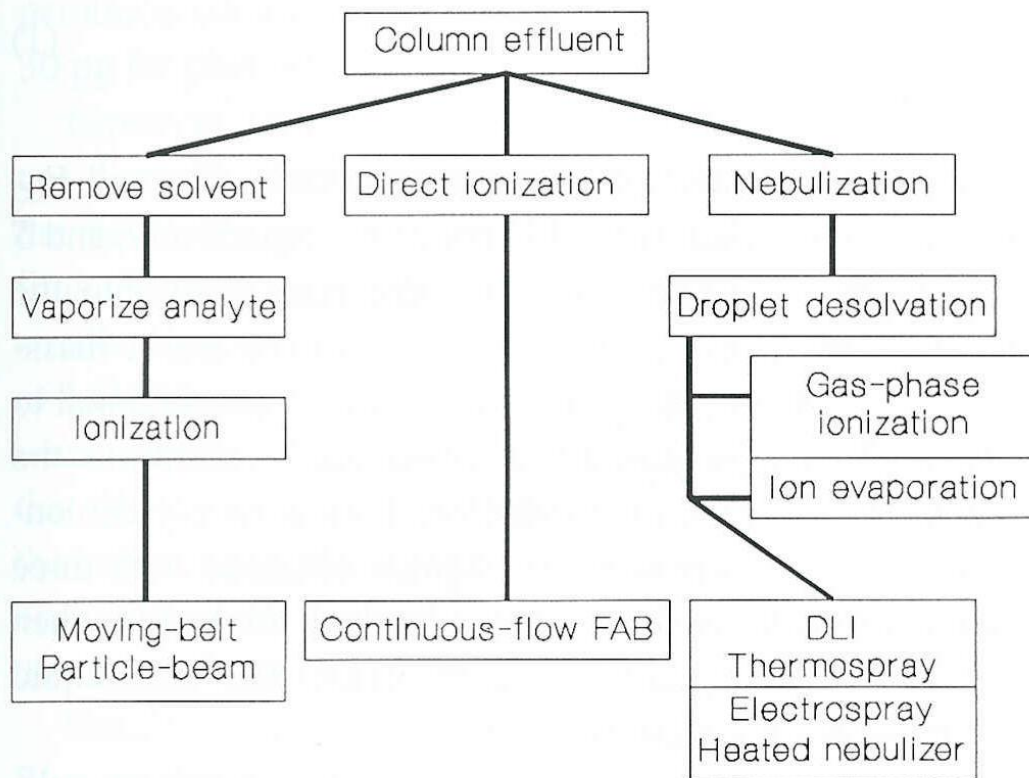 Column effluent
Remove solvent
Direct ionization
Nebulization
Vaporize analyte
Droplet desolvation
Gas-phase
ionization
Ionization
Ion evaporation
Moving-belt
Particle-beam
Continuous-flow FAB
DLI
Thermospray
Electrospray
Heated nebulizer